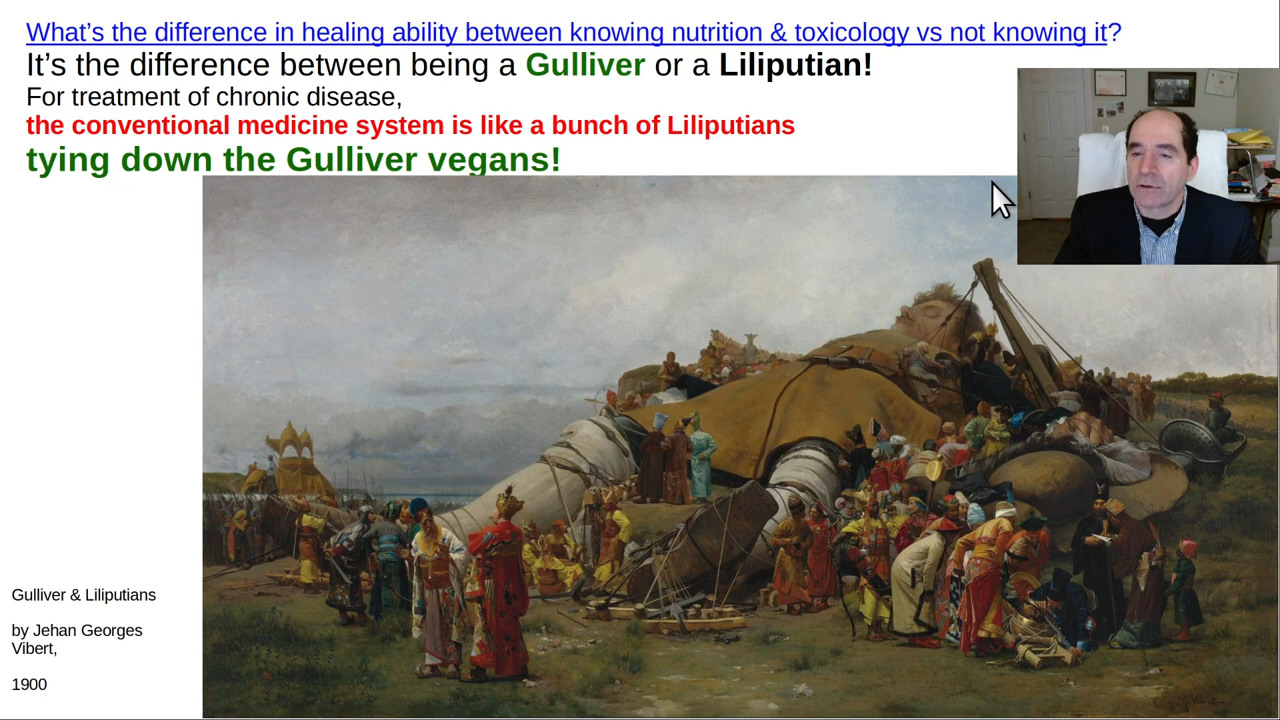 What's the difference in healing ability between knowing nutrition & toxicology vs not knowing it?
It's the difference between being a Gulliver or a Liliputian!
For treatment of chronic disease,
the conventional medicine system is like a bunch of Liliputians
tying down the Gulliver vegans!
Gulliver & Liliputians
by Jehan Georges
Vibert,
1900